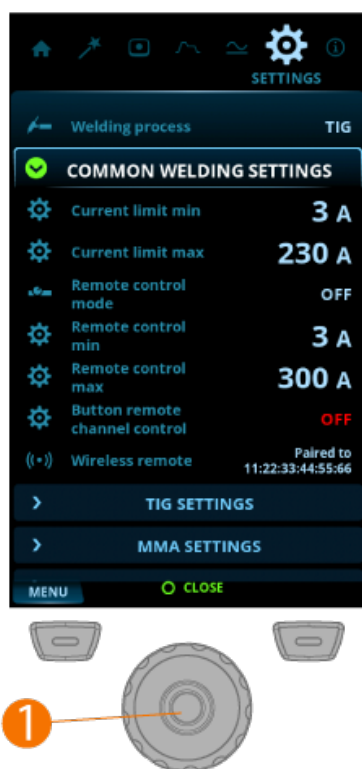 SETTINGS
Welding process TIG
COMMON WELDING SETTINGS
Current limit min 3 A
Current limit max 230 A
Remote control
mode OFF
Remote control
min 3 A
Remote control
max 300 A
Button remote
channel control OFF
Wireless remote Paired to
11:22:33:44:55:66
TIG SETTINGS
MMA SETTINGS
MENU CLOSE
1